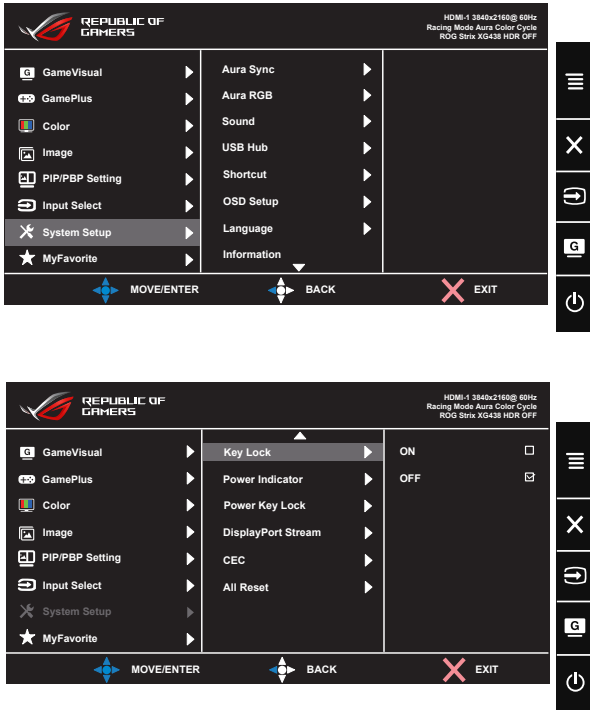 REPUBLIC OF
GAMERS
HDMI-1 3840x2160@ 60Hz
Racing Mode Aura Color Cycle
ROG Strix XG438 HDR OFF
G GameVisual
GamePlus
Color
Image
PIP/PBP Setting
Input Select
System Setup
MyFavorite
Aura Sync
Aura RGB
Sound
USB Hub
Shortcut
OSD Setup
Language
Information
MOVE/ENTER
BACK
EXIT
G
REPUBLIC OF
GAMERS
HDMI-1 3840x2160@ 60Hz
Racing Mode Aura Color Cycle
ROG Strix XG438 HDR OFF
G GameVisual
GamePlus
Color
Image
PIP/PBP Setting
Input Select
System Setup
MyFavorite
Key Lock
Power Indicator
Power Key Lock
DisplayPort Stream
CEC
All Reset
ON
OFF
MOVE/ENTER
BACK
EXIT
G